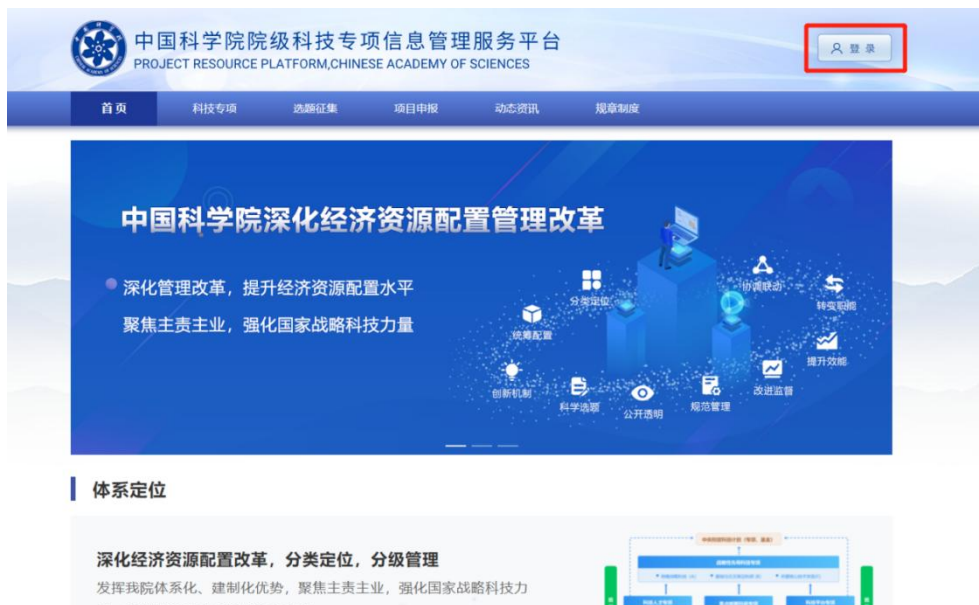 中国科学院院级科技专项信息管理服务平台
PROJECT RESOURCE PLATFORM,CHINESE ACADEMY OF SCIENCES
登 录
首页 科技专项 选题征集 项目申报 动态资讯 规章制度
中国科学院深化经济资源配置管理改革
深化管理改革，提升经济资源配置水平
聚焦主责主业，强化国家战略科技力量
协调联动
分类定位
转变职能
统筹配置
提升效能
创新机制
科学选题
公开透明
规范管理
改进监督
体系定位
深化经济资源配置改革，分类定位，分级管理
发挥我院体系化、建制化优势，聚焦主责主业，强化国家战略科技力